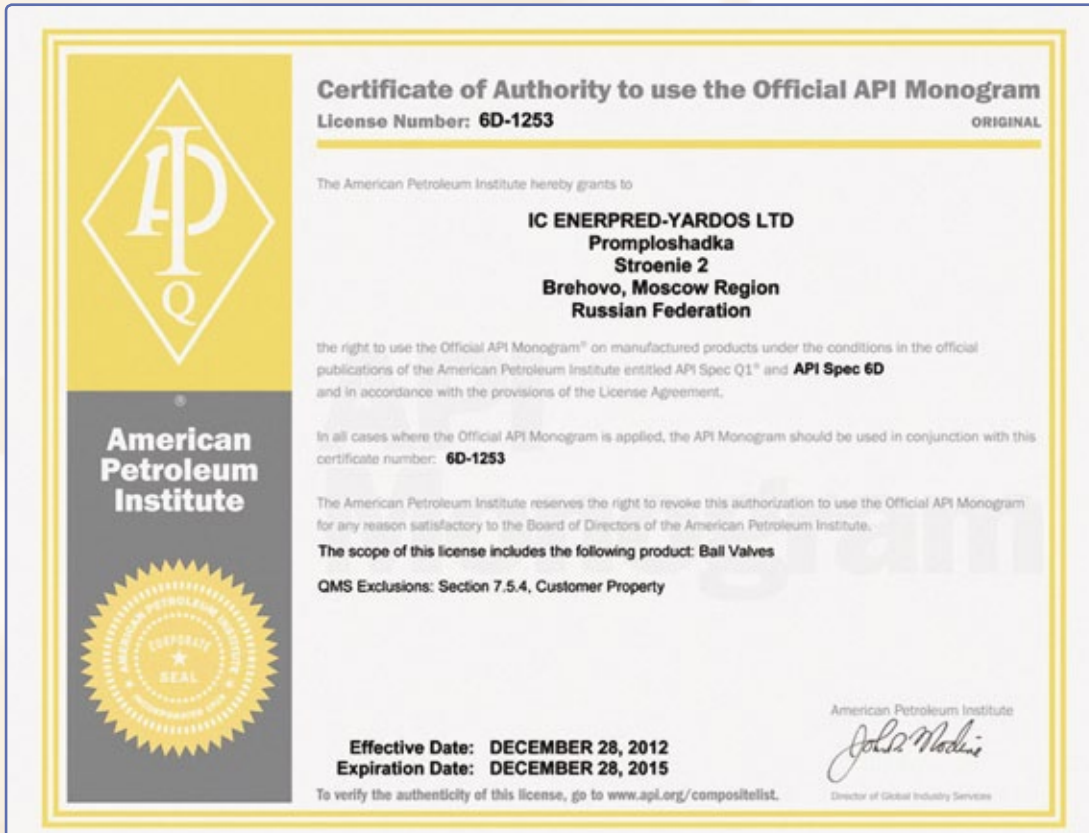 Certificate of Authority to use the Official API Monogram
License Number: 6D-1253
ORIGINAL
The American Petroleum Institute hereby grants to
IC ENERPRED-YARDOS LTD
Promploshadka
Stroenie 2
Brehovo, Moscow Region
Russian Federation
the right to use the Official API Monogram® on manufactured products under the conditions in the official
publications of the American Petroleum Institute entitled API Spec Q1® and API Spec 6D
and in accordance with the provisions of the License Agreement.
In all cases where the Official API Monogram is applied, the API Monogram should be used in conjunction with this
certificate number: 6D-1253
The American Petroleum Institute reserves the right to revoke this authorization to use the Official API Monogram
for any reason satisfactory to the Board of Directors of the American Petroleum Institute.
The scope of this license includes the following product: Ball Valves
QMS Exclusions: Section 7.5.4, Customer Property
API
Q
®
American
Petroleum
Institute
AMERICAN PETROLEUM INSTITUTE
CORPORATE
SEAL
INCORPORATED
API
Monogram
Effective Date: DECEMBER 28, 2012
Expiration Date: DECEMBER 28, 2015
To verify the authenticity of this license, go to www.api.org/compositelist.
American Petroleum Institute
Director of Global Industry Services